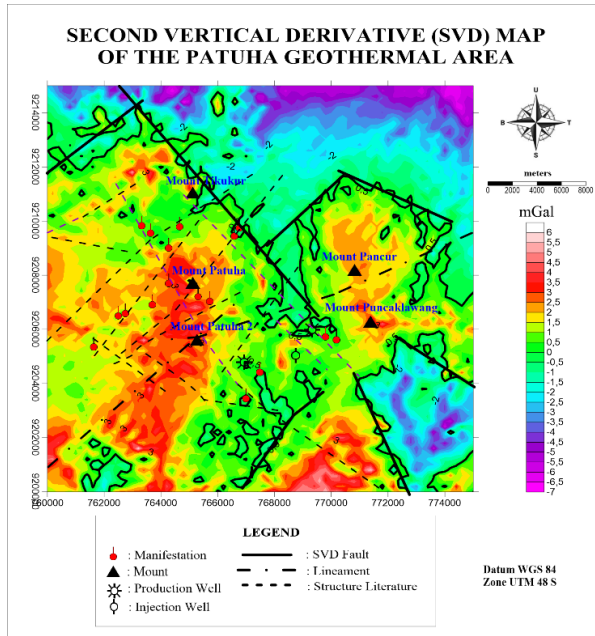 SECOND VERTICAL DERIVATIVE (SVD) MAP
OF THE PATUHA GEOTHERMAL AREA
9214000
9212000
9210000
9208000
9206000
9204000
9202000
9200000
760000 762000 764000 766000 768000 770000 772000 774000
Mount Patuha
Mount Patuha 2
Mount Pancur
Mount Puncaklawang
-2
-2
-2
U
B T
S
meters
0 2000 4000 6000 8000
mGal
6
5,5
5
4,5
4
3,5
3
2,5
2
1,5
1
0,5
0
-0,5
-1
-1,5
-2
-2,5
-3
-3,5
-4
-4,5
-5
-5,5
-6
-6,5
-7
LEGEND
: Manifestation
: Mount
: Production Well
: Injection Well
: SVD Fault
: Lineament
: Structure Literature
Datum WGS 84
Zone UTM 48 S